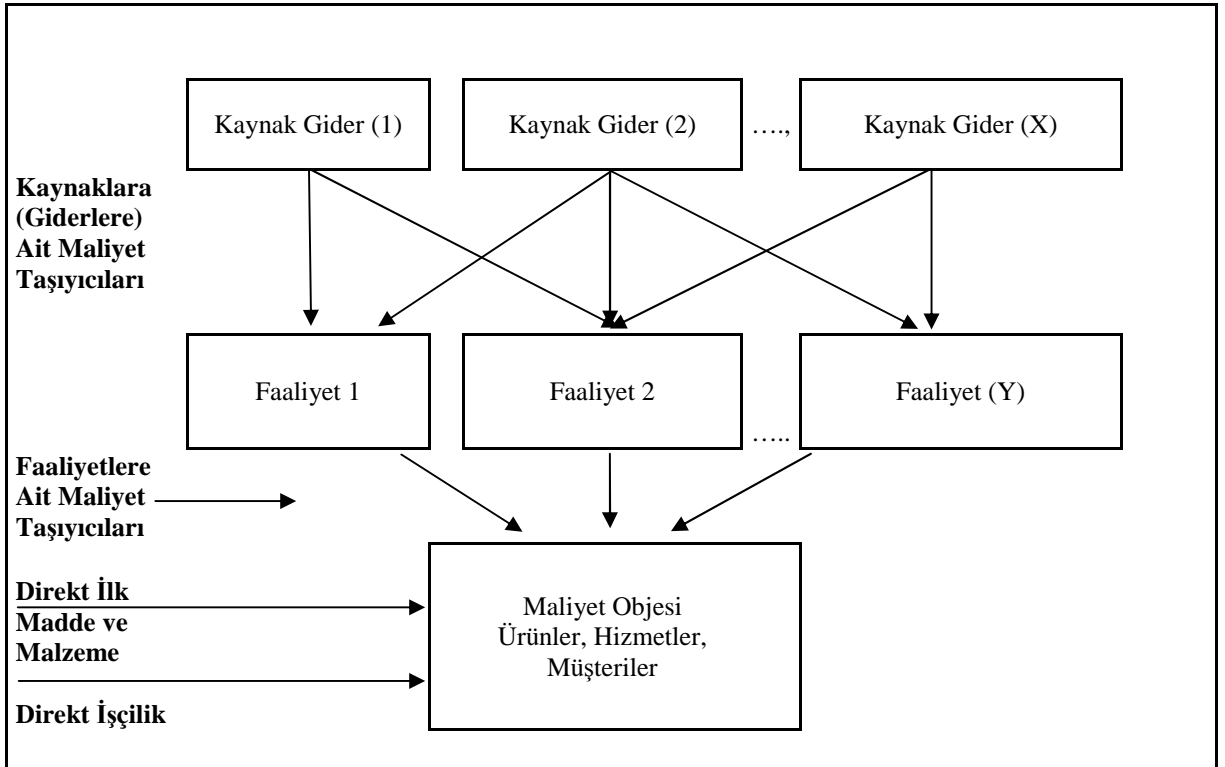 Kaynak Gider (1)
Kaynak Gider (2)
….,
Kaynak Gider (X)
Kaynaklara
(Giderlere)
Ait Maliyet
Taşıyıcıları
Faaliyet 1
Faaliyet 2
…..
Faaliyet (Y)
Faaliyetlere
Ait Maliyet
Taşıyıcıları
Direkt İlk
Madde ve
Malzeme
Direkt İşçilik
Maliyet Objesi
Ürünler, Hizmetler,
Müşteriler